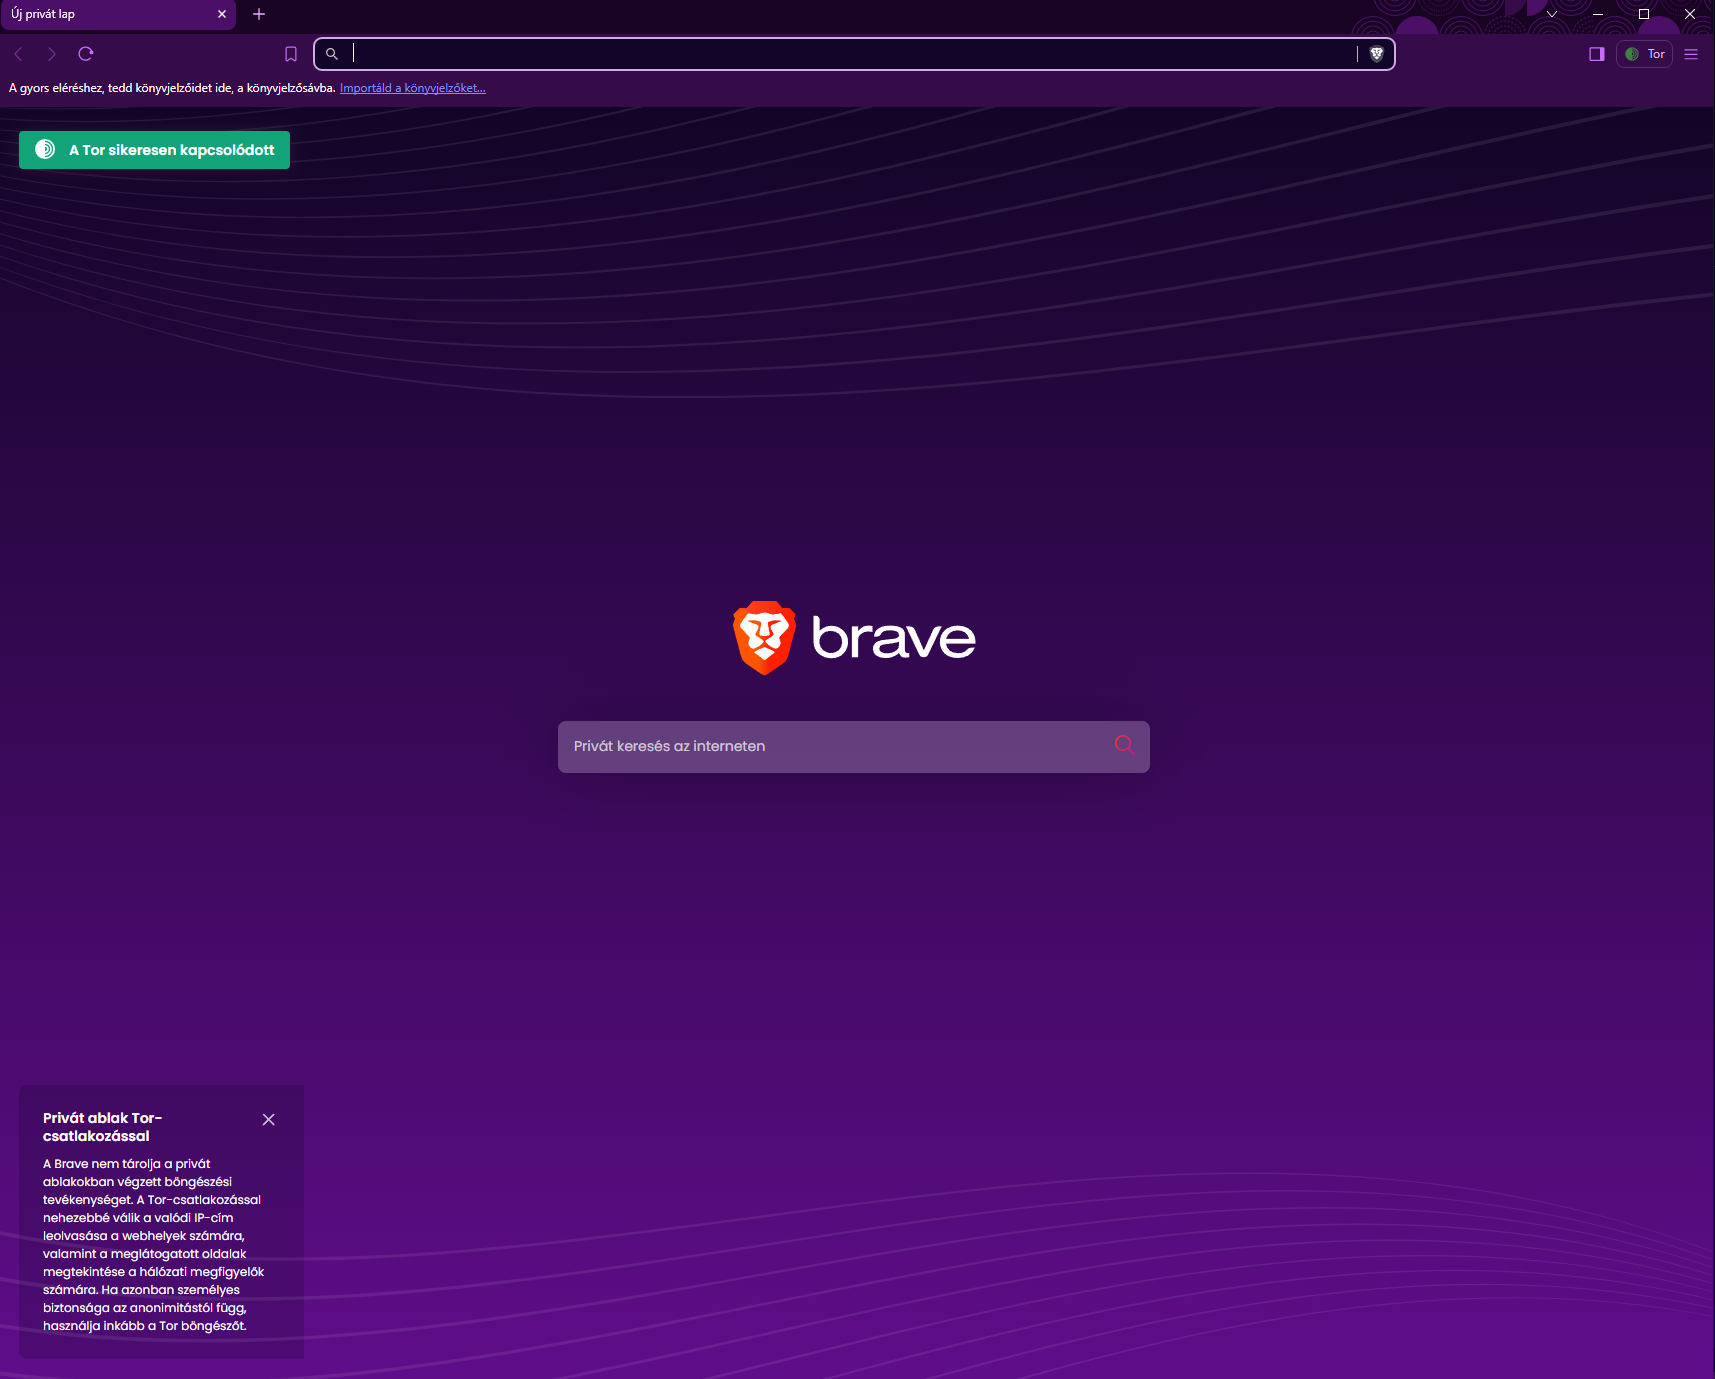 Új privát lap
Tor
A gyors eléréshez, tedd könyvjelzőidet ide, a könyvjelzősávba. Importáld a könyvjelzőket...
A Tor sikeresen kapcsolódott
brave
Privát keresés az interneten
Privát ablak Tor-
csatlakozással
A Brave nem tárolja a privát
ablakokban végzett böngészési
tevékenységet. A Tor-csatlakozással
nehezebbé válik a valódi IP-cím
leolvasása a webhelyek számára,
valamint a meglátogatott oldalak
megtekintése a hálózati megfigyelők
számára. Ha azonban személyes
biztonsága az anonimitástól függ,
használja inkább a Tor böngészőt.